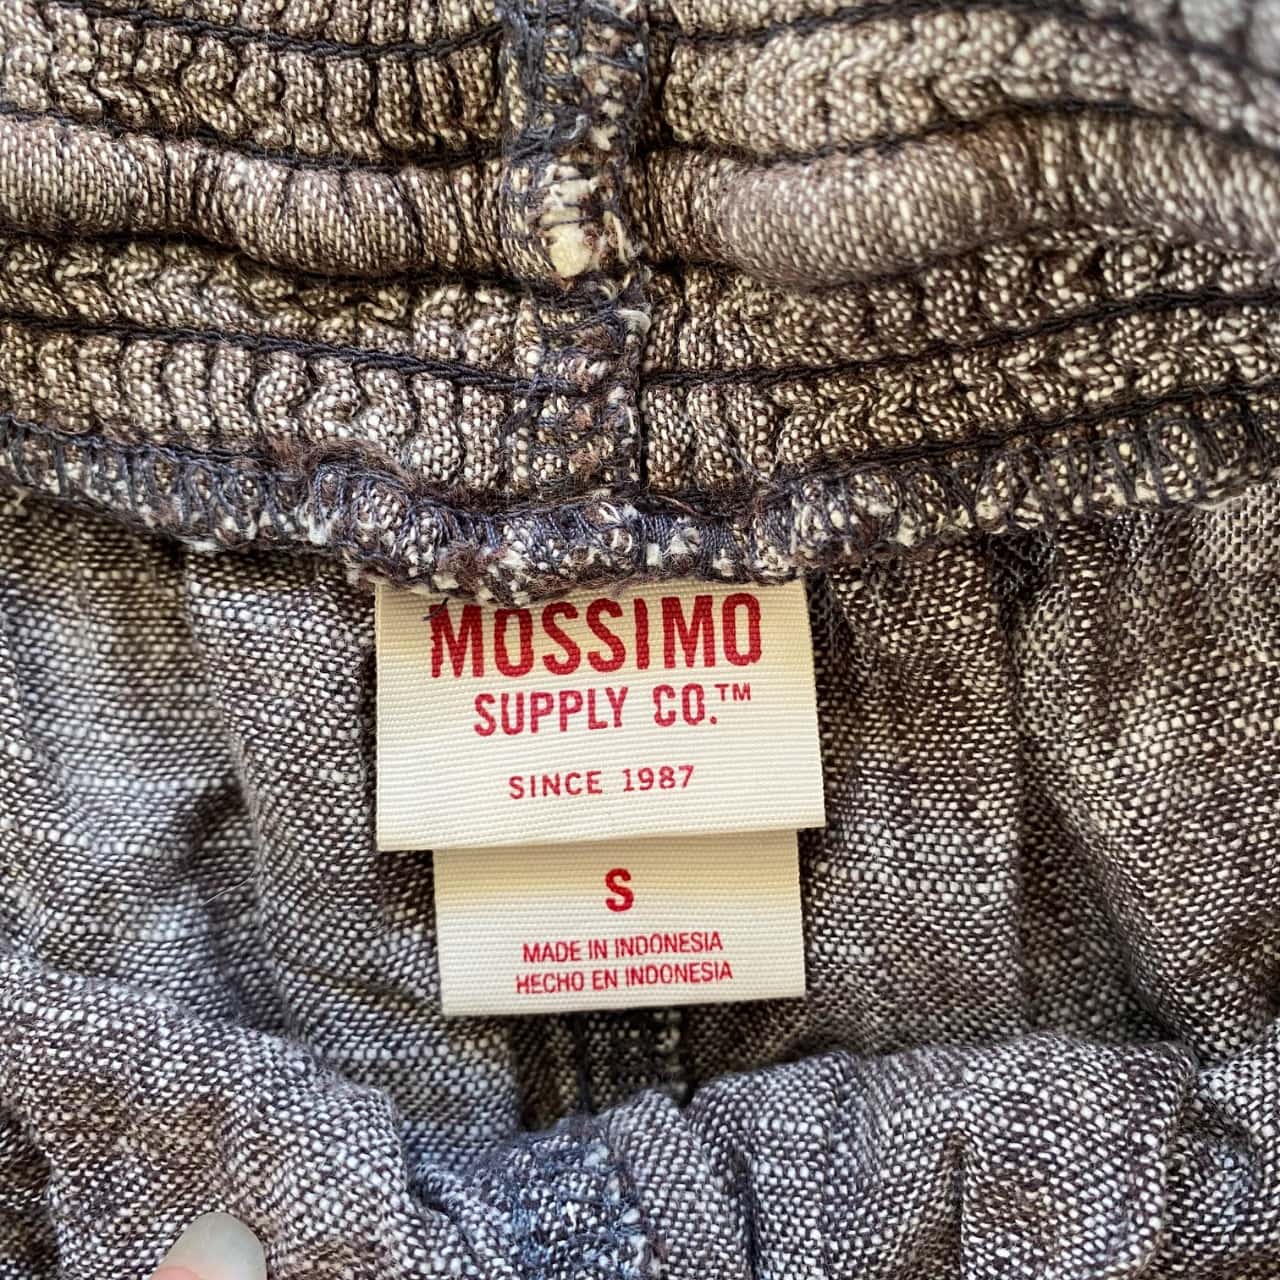 MOSSIMO
SUPPLY CO.™
SINCE 1987
S
MADE IN INDONESIA
HECHO EN INDONESIA